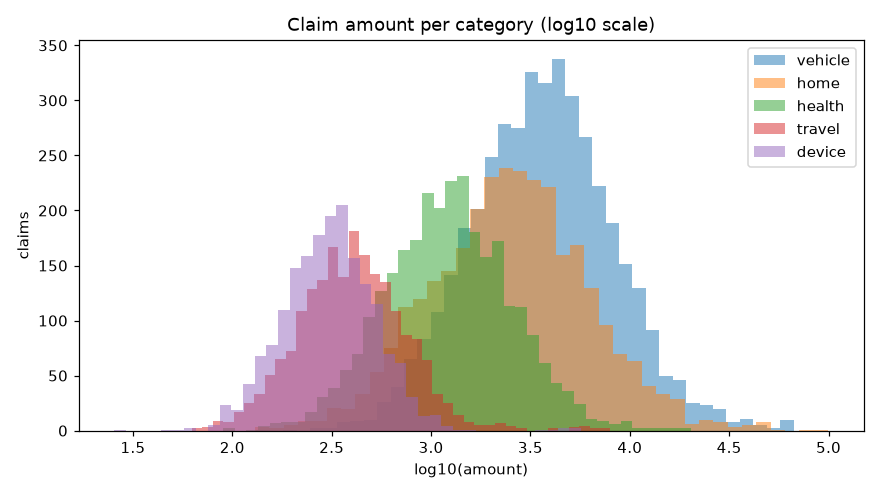 Claim amount per category (log10 scale)
350
300
250
200
150
100
50
0
claims
1.5 2.0 2.5 3.0 3.5 4.0 4.5 5.0
log10(amount)
vehicle
home
health
travel
device